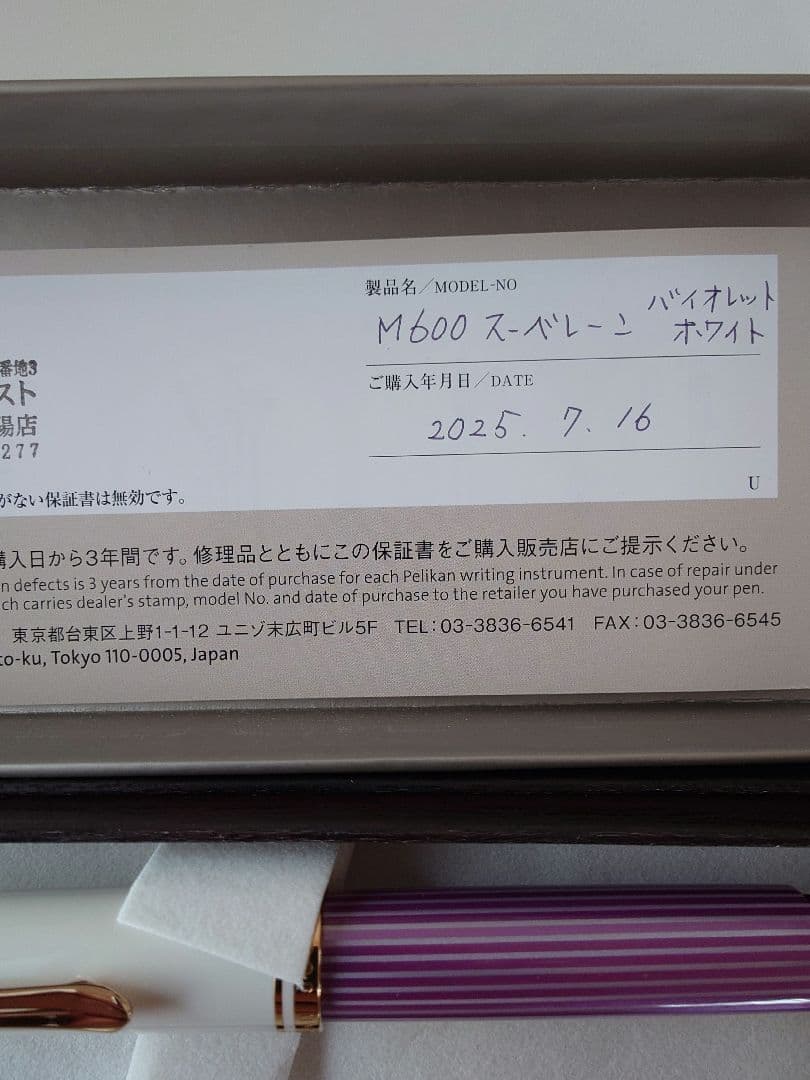 製品名／MODEL-NO
M600 スーベレーン バイオレット
ホワイト
番地3
スト
ご購入年月日／DATE
陽店
2025. 7. 16
277
U
がない保証書は無効です。
購入日から3年間です。修理品とともにこの保証書をご購入販売店にご提示ください。
n defects is 3 years from the date of purchase for each Pelikan writing instrument. In case of repair under
ch carries dealer's stamp, model No. and date of purchase to the retailer you have purchased your pen.
東京都台東区上野1-1-12 ユニゾ末広町ビル5F TEL：03-3836-6541 FAX：03-3836-6545
to-ku, Tokyo 110-0005, Japan